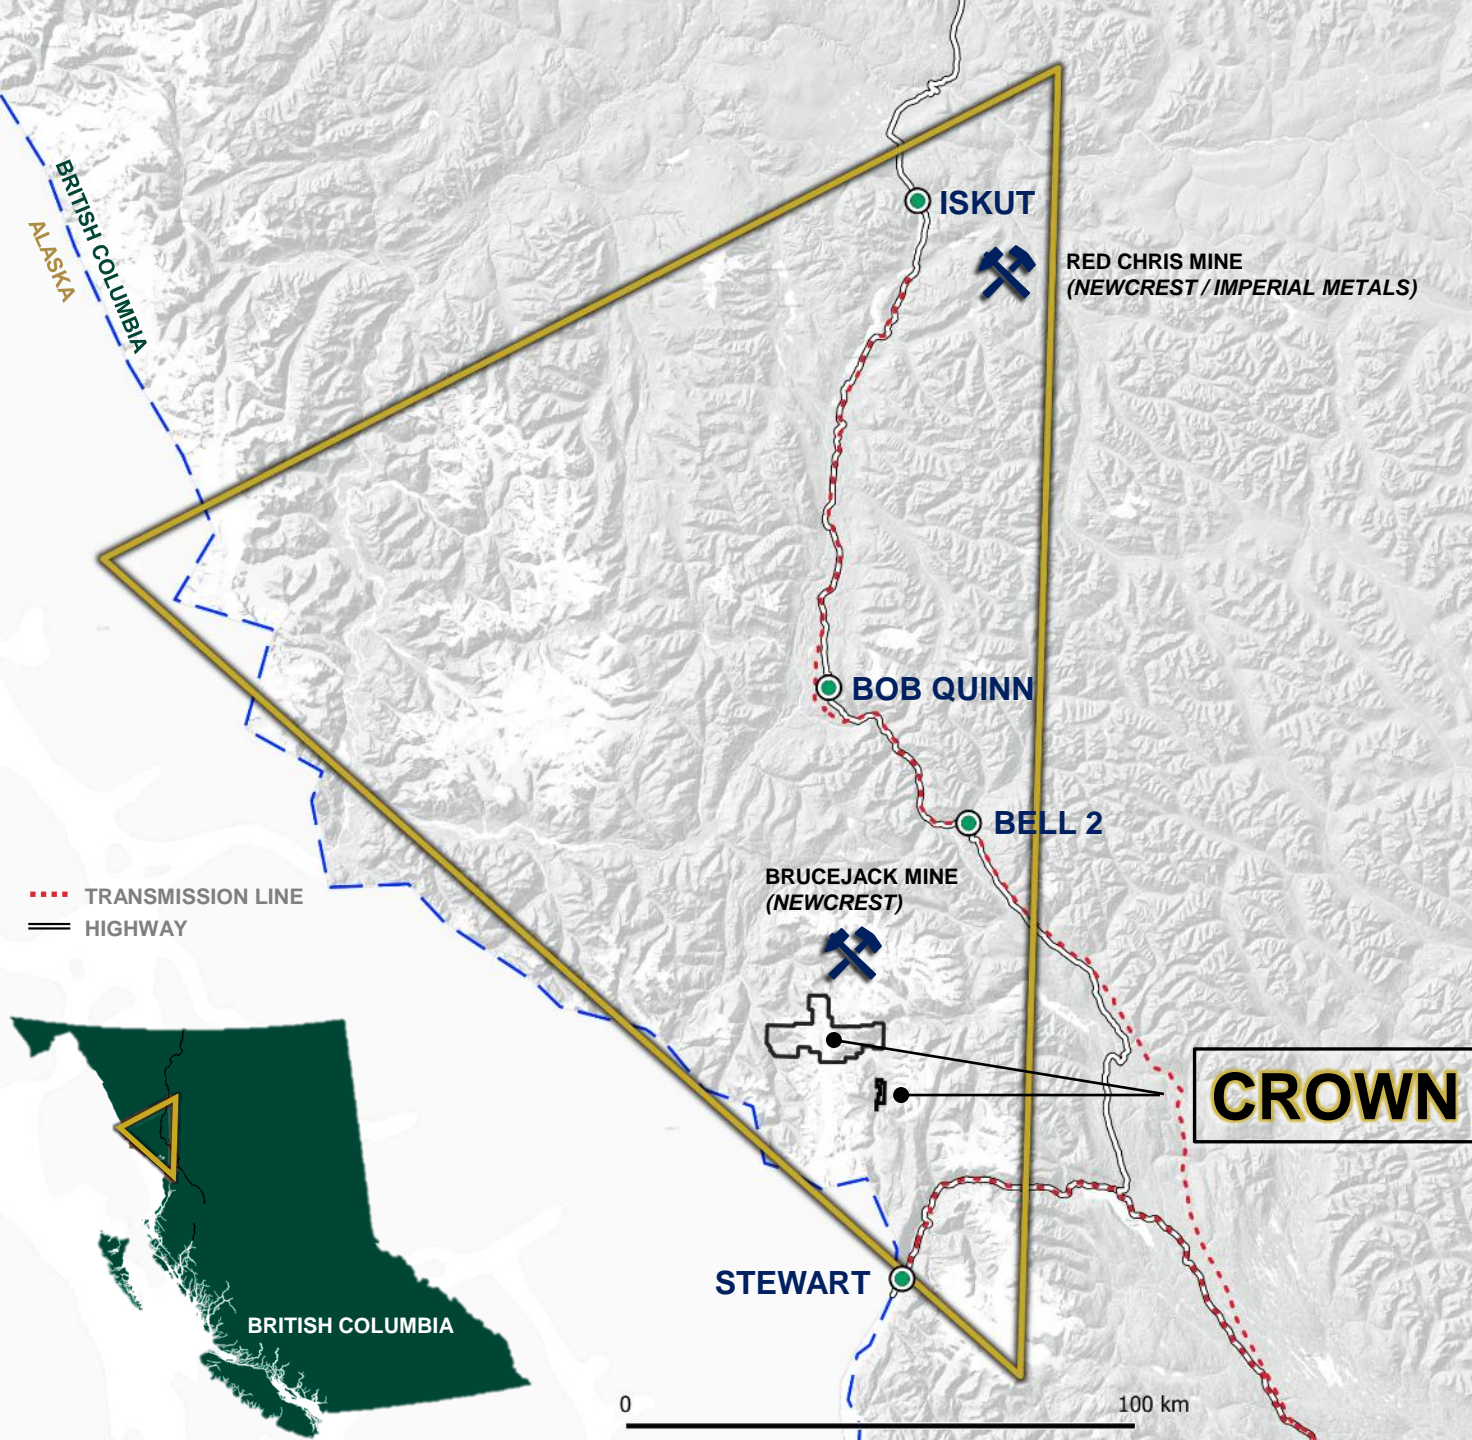 ISKUT
BRITISH COLUMBIA
ALASKA
RED CHRIS MINE
(NEWCREST / IMPERIAL METALS)
BOB QUINN
BELL 2
BRUCEJACK MINE
(NEWCREST)
TRANSMISSION LINE
HIGHWAY
CROWN
STEWART
BRITISH COLUMBIA
0
100 km